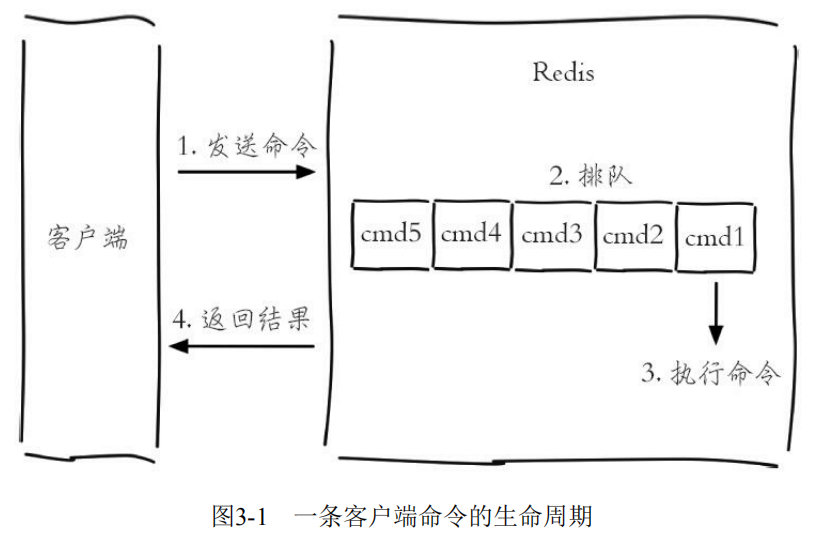 Redis
1. 发送命令
2. 排队
客户端
cmd5 cmd4 cmd3 cmd2 cmd1
4. 返回结果
3. 执行命令
图3-1 一条客户端命令的生命周期